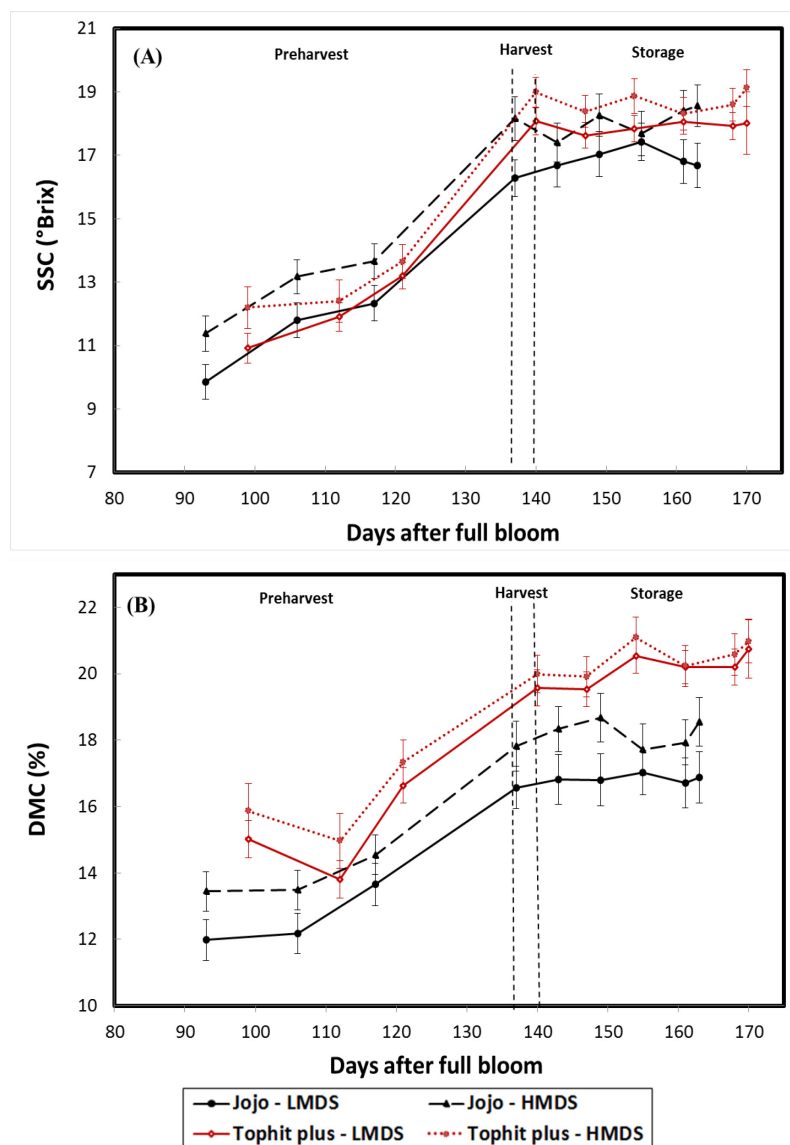 (A)
Preharvest
Harvest
Storage
SSC (°Brix)
21
19
17
15
13
11
9
7
80 90 100 110 120 130 140 150 160 170
Days after full bloom
(B)
Preharvest
Harvest
Storage
DMC (%)
22
20
18
16
14
12
10
80 90 100 110 120 130 140 150 160 170
Days after full bloom
Jojo - LMDS
Jojo - HMDS
Tophit plus - LMDS
Tophit plus - HMDS